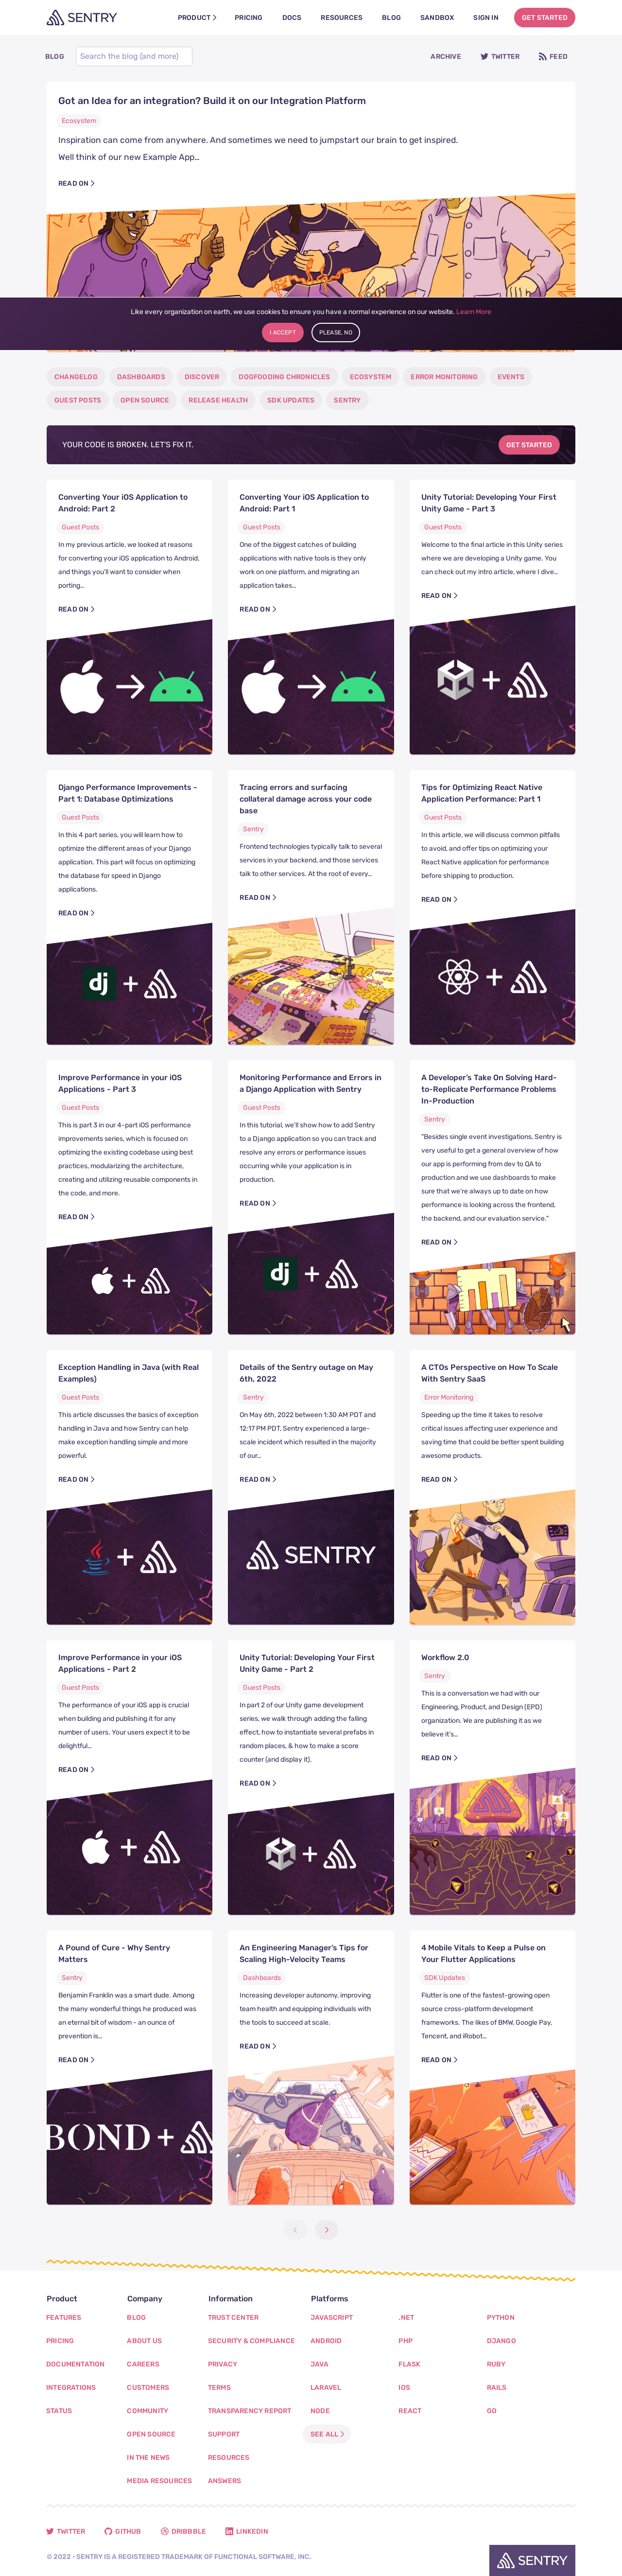 SENTRY
PRODUCT
PRICING
DOCS
RESOURCES
BLOG
SANDBOX
SIGN IN
GET STARTED
BLOG
Search the blog (and more)
ARCHIVE
TWITTER
FEED
Got an Idea for an integration? Build it on our Integration Platform
Ecosystem
Inspiration can come from anywhere. And sometimes we need to jumpstart our brain to get inspired.
Well think of our new Example App…
READ ON
Like every organization on earth, we use cookies to ensure you have a normal experience on our website. Learn More
I ACCEPT
PLEASE, NO
CHANGELOG
DASHBOARDS
DISCOVER
DOGFOODING CHRONICLES
ECOSYSTEM
ERROR MONITORING
EVENTS
GUEST POSTS
OPEN SOURCE
RELEASE HEALTH
SDK UPDATES
SENTRY
YOUR CODE IS BROKEN. LET'S FIX IT.
GET STARTED
Converting Your iOS Application to
Android: Part 2
Guest Posts
In my previous article, we looked at reasons
for converting your iOS application to Android,
and things you'll want to consider when
porting…
READ ON
Converting Your iOS Application to
Android: Part 1
Guest Posts
One of the biggest catches of building
applications with native tools is they only
work on one platform, and migrating an
application takes…
READ ON
Unity Tutorial: Developing Your First
Unity Game - Part 3
Guest Posts
Welcome to the final article in this Unity series
where we are developing a Unity game. You
can check out my intro article, where I dive…
READ ON
Django Performance Improvements -
Part 1: Database Optimizations
Guest Posts
In this 4 part series, you will learn how to
optimize the different areas of your Django
application. This part will focus on optimizing
the database for speed in Django
applications.
READ ON
dj
Tracing errors and surfacing
collateral damage across your code
base
Sentry
Frontend technologies typically talk to several
services in your backend, and those services
talk to other services. At the root of every…
READ ON
Tips for Optimizing React Native
Application Performance: Part 1
Guest Posts
In this article, we will discuss common pitfalls
to avoid, and offer tips on optimizing your
React Native application for performance
before shipping to production.
READ ON
Improve Performance in your iOS
Applications - Part 3
Guest Posts
This is part 3 in our 4-part iOS performance
improvements series, which is focused on
optimizing the existing codebase using best
practices, modularizing the architecture,
creating and utilizing reusable components in
the code, and more.
READ ON
Monitoring Performance and Errors in
a Django Application with Sentry
Guest Posts
In this tutorial, we'll show how to add Sentry
to a Django application so you can track and
resolve any errors or performance issues
occurring while your application is in
production.
READ ON
dj
A Developer's Take On Solving Hard-
to-Replicate Performance Problems
In-Production
Sentry
"Besides single event investigations, Sentry is
very useful to get a general overview of how
our app is performing from dev to QA to
production and we use dashboards to make
sure that we're always up to date on how
performance is looking across the frontend,
the backend, and our evaluation service."
READ ON
Exception Handling in Java (with Real
Examples)
Guest Posts
This article discusses the basics of exception
handling in Java and how Sentry can help
make exception handling simple and more
powerful.
READ ON
Details of the Sentry outage on May
6th, 2022
Sentry
On May 6th, 2022 between 1:30 AM PDT and
12:17 PM PDT, Sentry experienced a large-
scale incident which resulted in the majority
of our…
READ ON
SENTRY
A CTOs Perspective on How To Scale
With Sentry SaaS
Error Monitoring
Speeding up the time it takes to resolve
critical issues affecting user experience and
saving time that could be better spent building
awesome products.
READ ON
Improve Performance in your iOS
Applications - Part 2
Guest Posts
The performance of your iOS app is crucial
when building and publishing it for any
number of users. Your users expect it to be
delightful…
READ ON
Unity Tutorial: Developing Your First
Unity Game - Part 2
Guest Posts
In part 2 of our Unity game development
series, we walk through adding the falling
effect, how to instantiate several prefabs in
random places, & how to make a score
counter (and display it).
READ ON
Workflow 2.0
Sentry
This is a conversation we had with our
Engineering, Product, and Design (EPD)
organization. We are publishing it as we
believe it's…
READ ON
A Pound of Cure - Why Sentry
Matters
Sentry
Benjamin Franklin was a smart dude. Among
the many wonderful things he produced was
an eternal bit of wisdom - an ounce of
prevention is…
READ ON
BOND
An Engineering Manager's Tips for
Scaling High-Velocity Teams
Dashboards
Increasing developer autonomy, improving
team health and equipping individuals with
the tools to succeed at scale.
READ ON
4 Mobile Vitals to Keep a Pulse on
Your Flutter Applications
SDK Updates
Flutter is one of the fastest-growing open
source cross-platform development
frameworks. The likes of BMW, Google Pay,
Tencent, and iRobot…
READ ON
Product
FEATURES
PRICING
DOCUMENTATION
INTEGRATIONS
STATUS
Company
BLOG
ABOUT US
CAREERS
CUSTOMERS
COMMUNITY
OPEN SOURCE
IN THE NEWS
MEDIA RESOURCES
Information
TRUST CENTER
SECURITY & COMPLIANCE
PRIVACY
TERMS
TRANSPARENCY REPORT
SUPPORT
RESOURCES
ANSWERS
Platforms
JAVASCRIPT
ANDROID
JAVA
LARAVEL
NODE
SEE ALL
.NET
PHP
FLASK
IOS
REACT
PYTHON
DJANGO
RUBY
RAILS
GO
TWITTER
GITHUB
DRIBBBLE
LINKEDIN
© 2022 • SENTRY IS A REGISTERED TRADEMARK OF FUNCTIONAL SOFTWARE, INC.
SENTRY